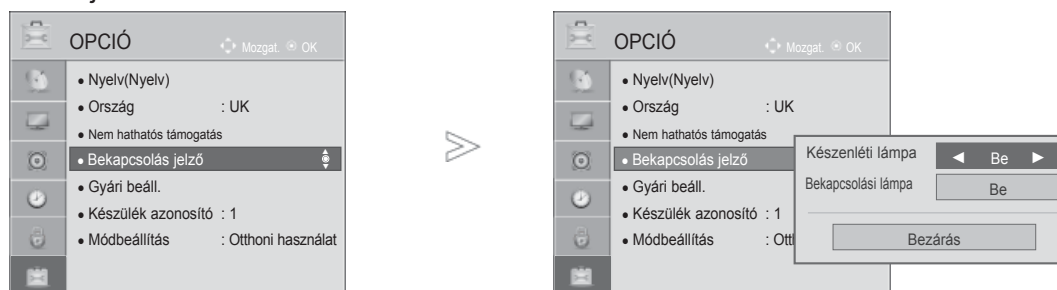 OPCIÓ
Mozgat. OK
• Nyelv(Nyelv)
• Ország : UK
• Nem hathatós támogatás
• Bekapcsolás jelző
• Gyári beáll.
• Készülék azonosító : 1
• Módbeállítás : Otthoni használat
OPCIÓ
Mozgat. OK
• Nyelv(Nyelv)
• Ország : UK
• Nem hathatós támogatás
• Bekapcsolás jelző
• Gyári beáll.
• Készülék azonosító : 1
• Módbeállítás : Ott
Készenléti lámpa ◄ Be ►
Bekapcsolási lámpa Be
Bezárás